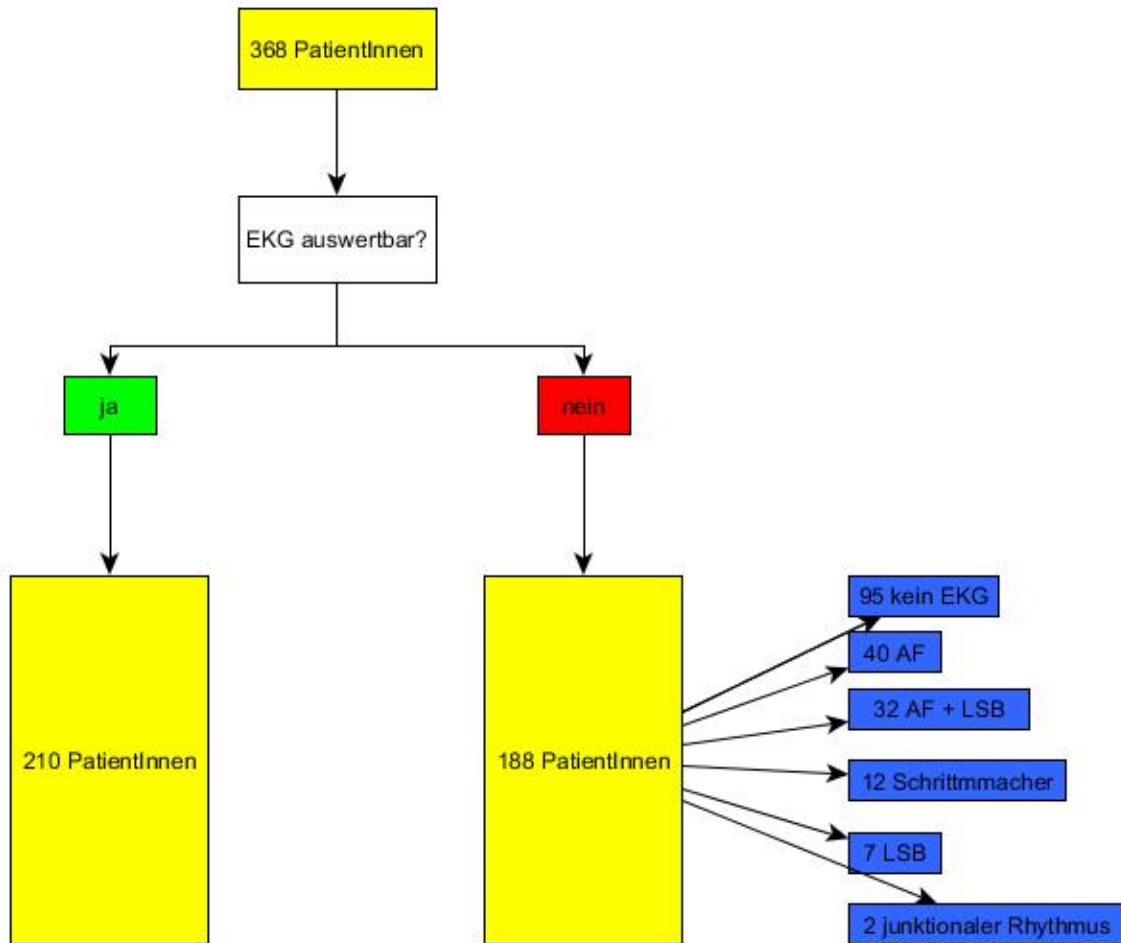 368 PatientInnen
EKG auswertbar?
ja
nein
210 PatientInnen
188 PatientInnen
95 kein EKG
40 AF
32 AF + LSB
12 Schrittmmacher
7 LSB
2 junktionaler Rhythmus